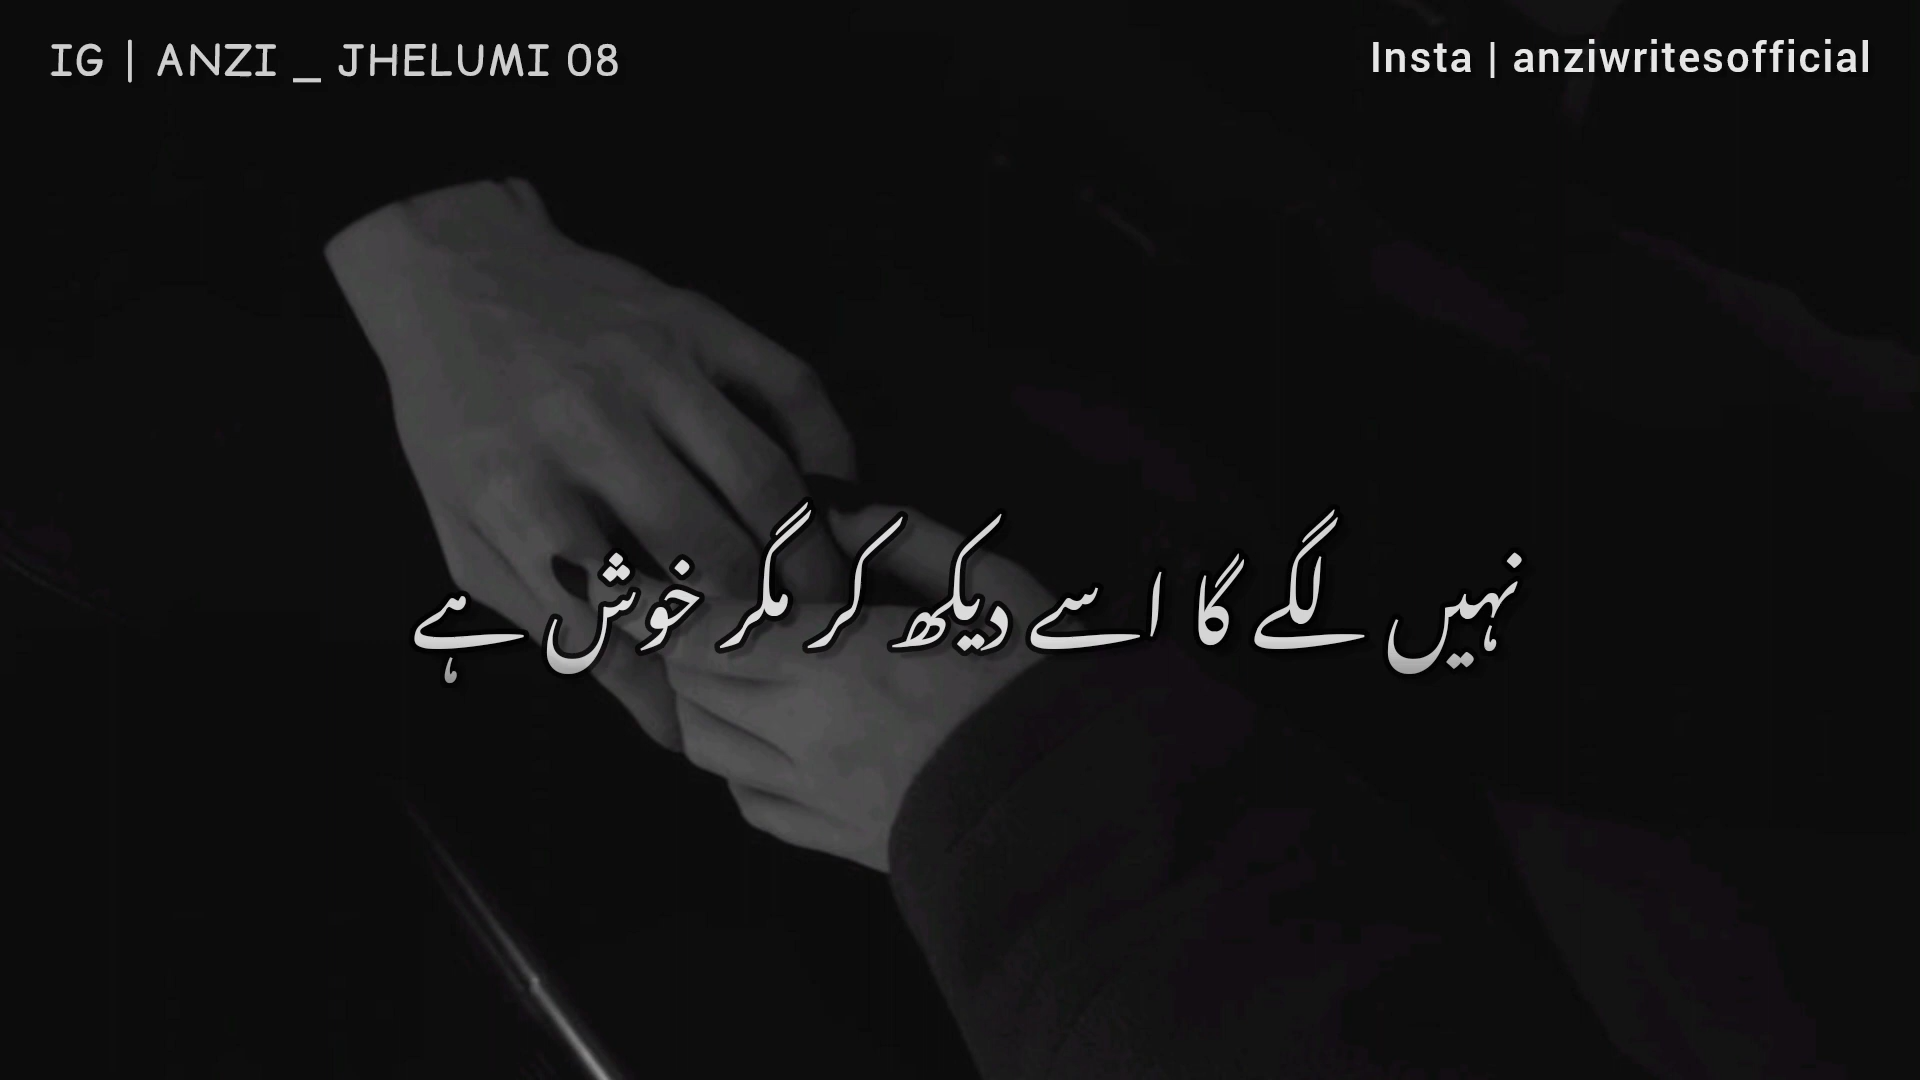 IG | ANZI _ JHELUMI 08
Insta | anziwritesofficial
نہیں لگے گا اسے دیکھ کر مگر خوش ہے